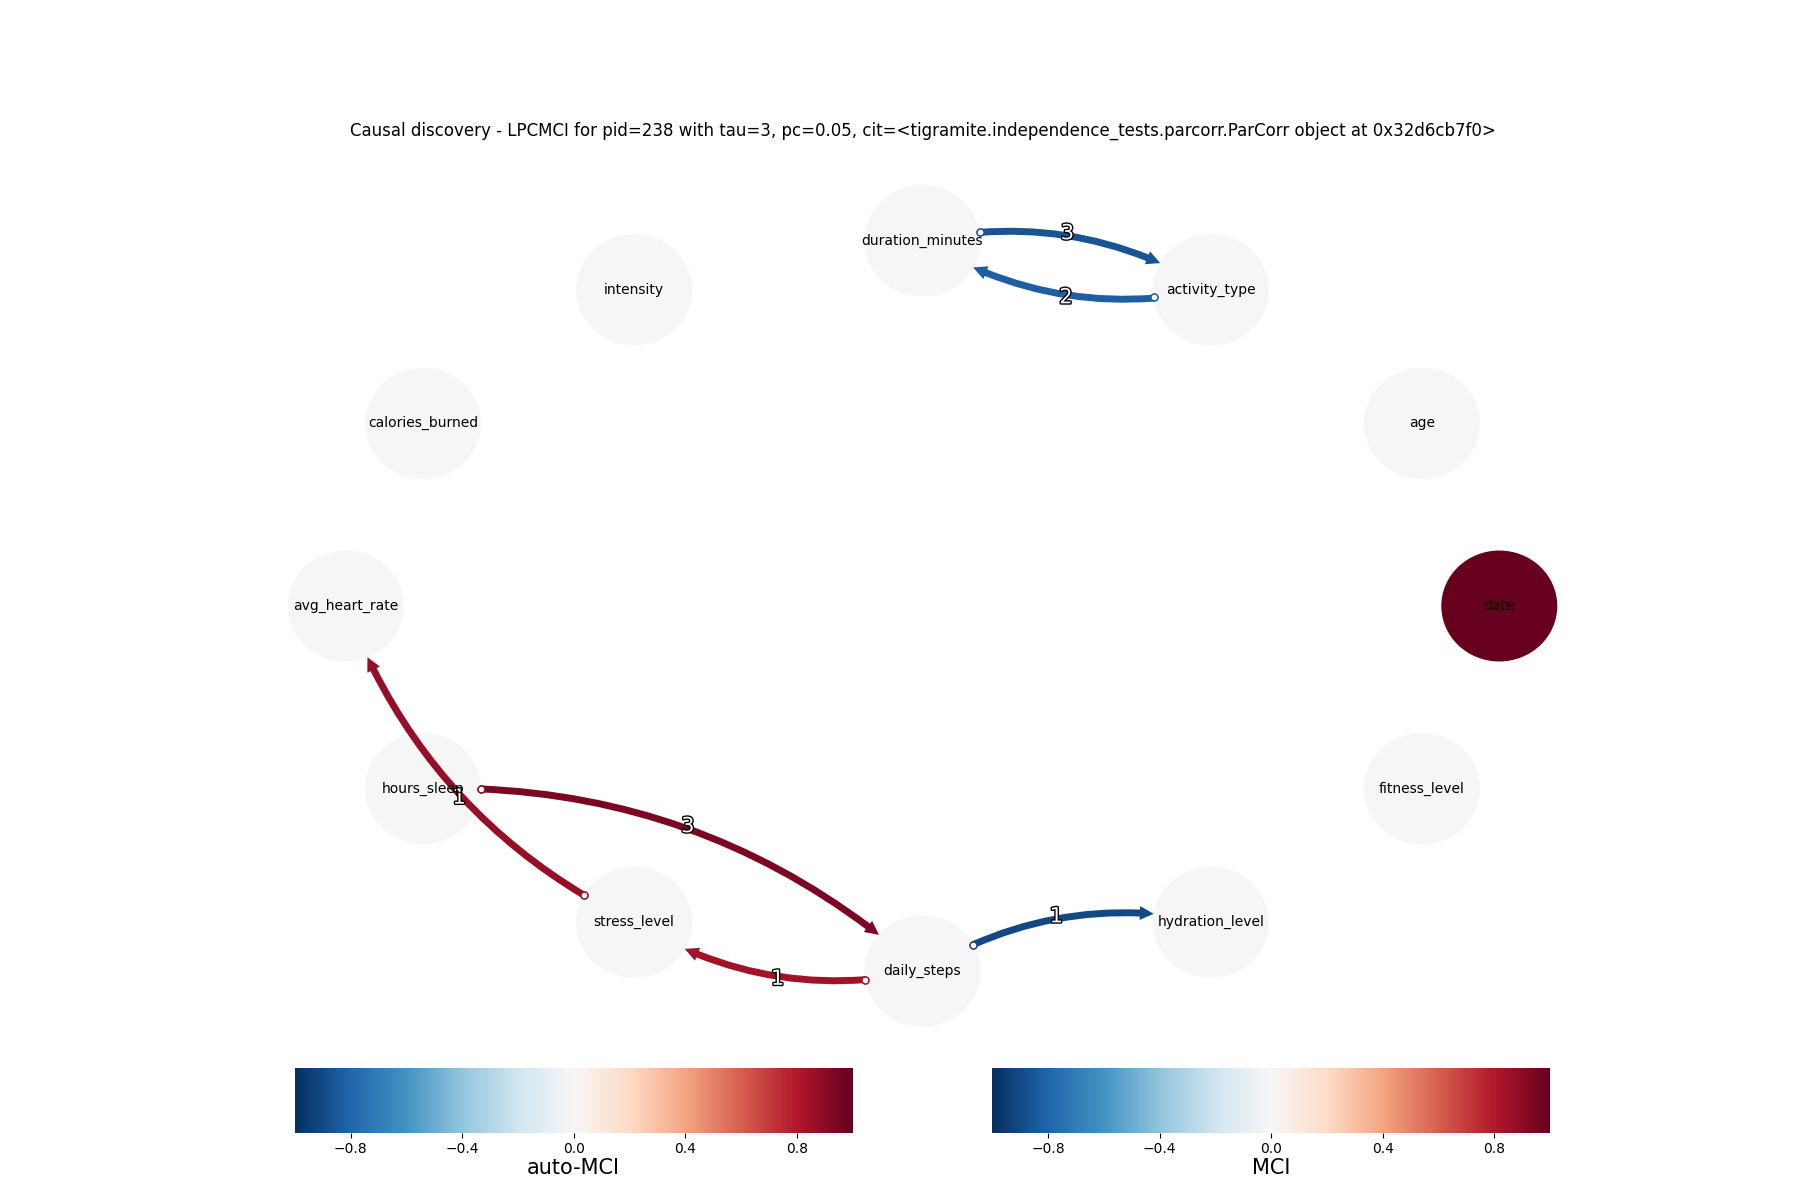 Causal discovery - LPCMCI for pid=238 with tau=3, pc=0.05, cit=<tigramite.independence_tests.parcorr.ParCorr object at 0x32d6cb7f0>
duration_minutes
3
2
activity_type
intensity
calories_burned
age
avg_heart_rate
date
hours_sleep
1
3
fitness_level
stress_level
1
daily_steps
1
hydration_level
−0.8
−0.4
0.0
0.4
0.8
auto-MCI
−0.8
−0.4
0.0
0.4
0.8
MCI